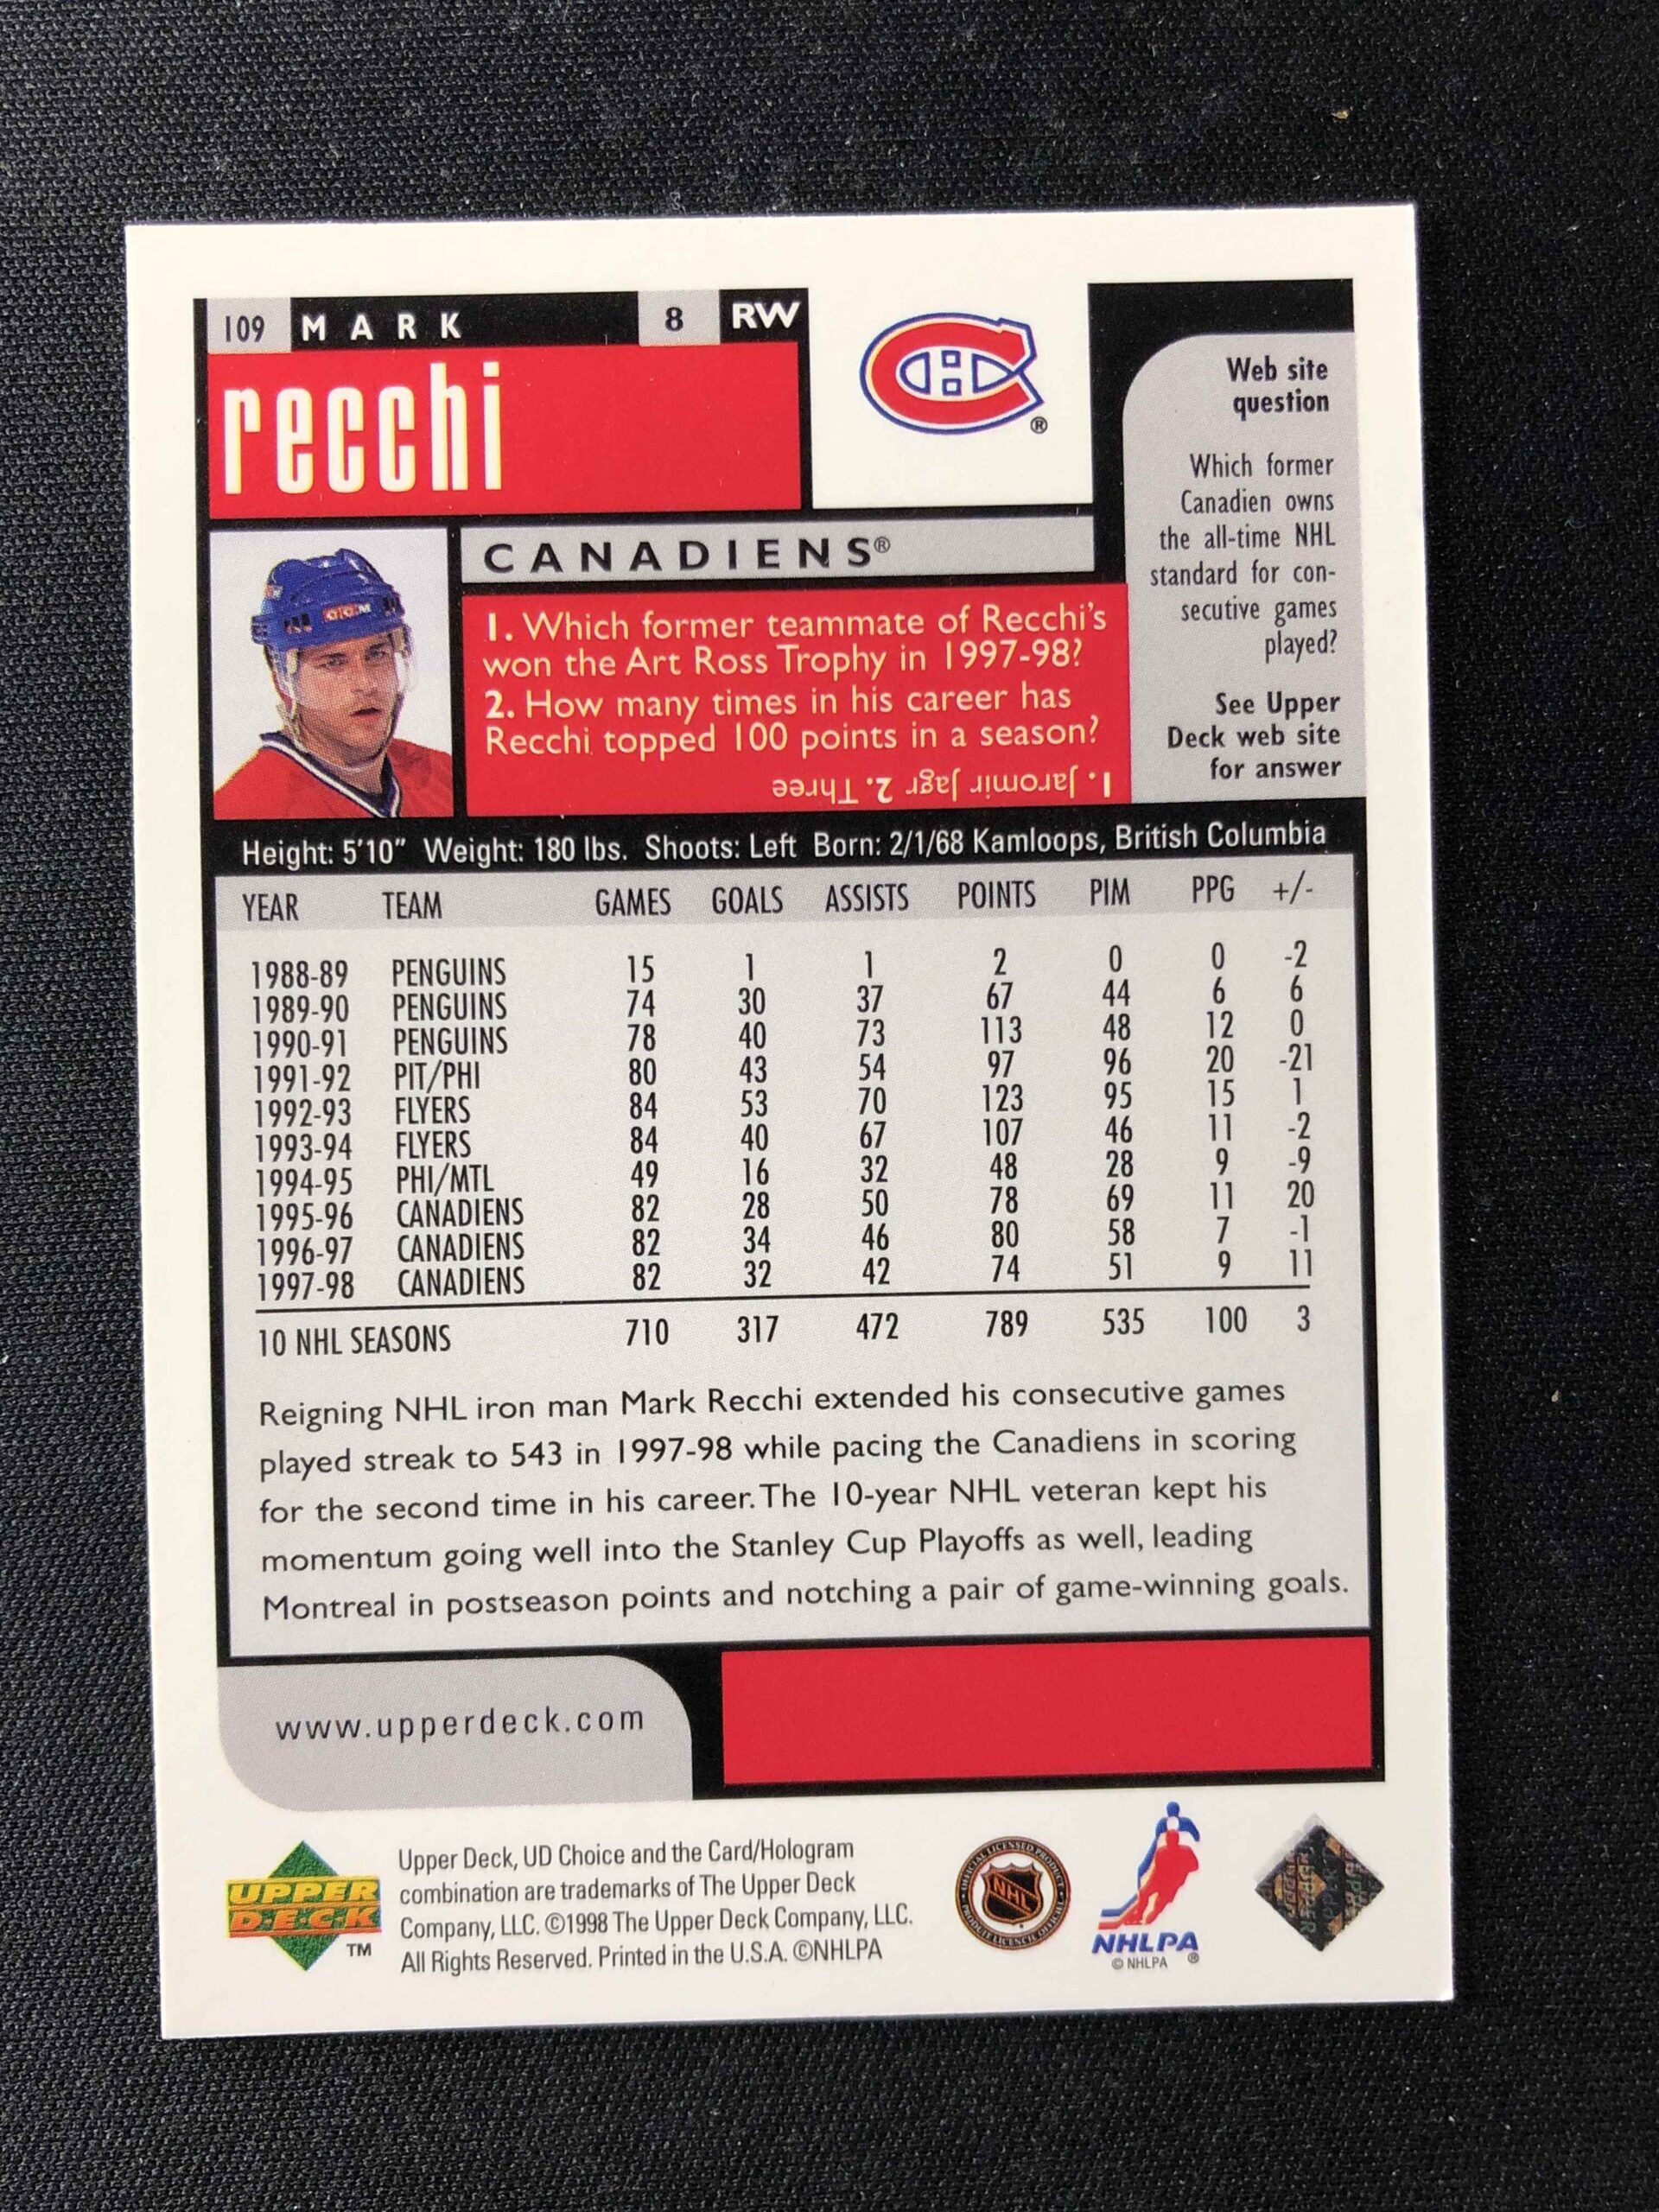 109 MARK 8 RW
recchi
CANADIENS®
®
Web site
question
Which former
Canadien owns
the all-time NHL
standard for con-
secutive games
played?
See Upper
Deck web site
for answer
CCM
1. Which former teammate of Recchi's
won the Art Ross Trophy in 1997-98?
2. How many times in his career has
Recchi topped 100 points in a season?
1. Jaromir Jagr 2. Three
Height: 5'10" Weight: 180 lbs. Shoots: Left Born: 2/1/68 Kamloops, British Columbia
YEAR TEAM GAMES GOALS ASSISTS POINTS PIM PPG +/-
1988-89 PENGUINS 15 1 1 2 0 0 -2
1989-90 PENGUINS 74 30 37 67 44 6 6
1990-91 PENGUINS 78 40 73 113 48 12 0
1991-92 PIT/PHI 80 43 54 97 96 20 -21
1992-93 FLYERS 84 53 70 123 95 15 1
1993-94 FLYERS 84 40 67 107 46 11 -2
1994-95 PHI/MTL 49 16 32 48 28 9 -9
1995-96 CANADIENS 82 28 50 78 69 11 20
1996-97 CANADIENS 82 34 46 80 58 7 -1
1997-98 CANADIENS 82 32 42 74 51 9 11
10 NHL SEASONS 710 317 472 789 535 100 3
Reigning NHL iron man Mark Recchi extended his consecutive games
played streak to 543 in 1997-98 while pacing the Canadiens in scoring
for the second time in his career. The 10-year NHL veteran kept his
momentum going well into the Stanley Cup Playoffs as well, leading
Montreal in postseason points and notching a pair of game-winning goals.
www.upperdeck.com
UPPER
DECK
TM
Upper Deck, UD Choice and the Card/Hologram
combination are trademarks of The Upper Deck
Company, LLC. ©1998 The Upper Deck Company, LLC.
All Rights Reserved. Printed in the U.S.A. ©NHLPA
OFFICIAL LICENSED PRODUCT
NHL
PRODUIT LICENCIÉ OFFICIEL
NHLPA
© NHLPA ®